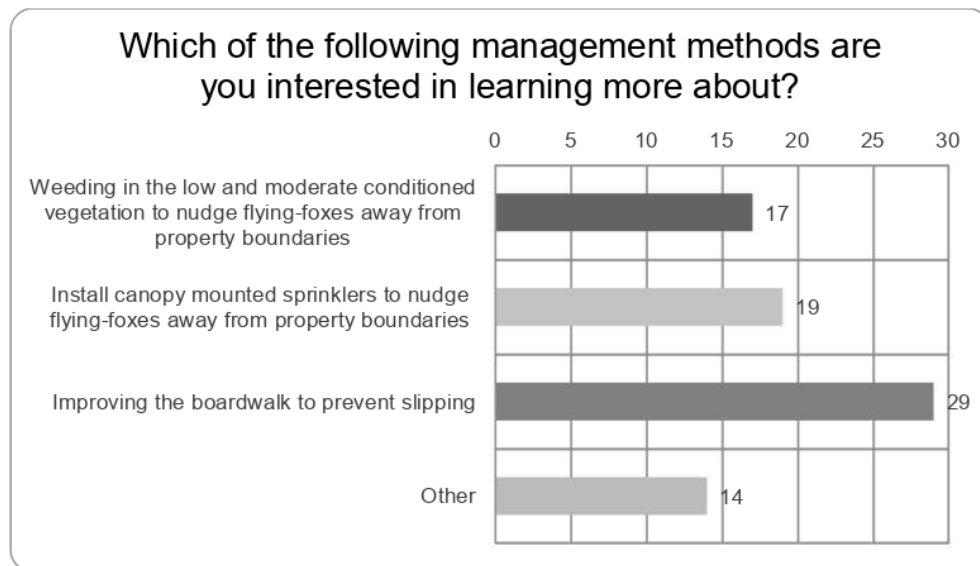 Which of the following management methods are
you interested in learning more about?
0 5 10 15 20 25 30
Weeding in the low and moderate conditioned
vegetation to nudge flying-foxes away from
property boundaries
17
Install canopy mounted sprinklers to nudge
flying-foxes away from property boundaries
19
Improving the boardwalk to prevent slipping
29
Other
14